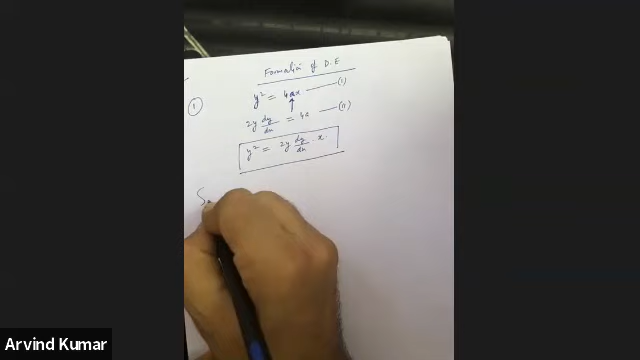 Formation of D.E
① y² = 4ax —— (I)
2y dy/dx = 4a —— (II)
y² = 2y dy/dx · x.
Arvind Kumar